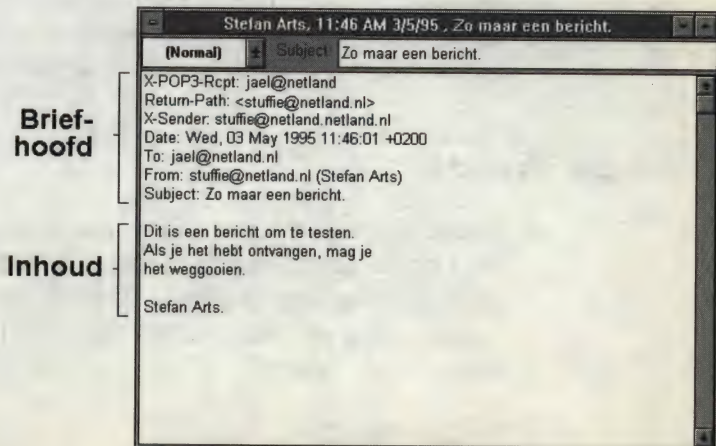 Stefan Arts, 11:46 AM 3/5/95 , Zo maar een bericht.
(Normal) Subject: Zo maar een bericht.
Brief-
hoofd
X-POP3-Rcpt: jael@netland
Return-Path: <stuffie@netland.nl>
X-Sender: stuffie@netland.netland.nl
Date: Wed, 03 May 1995 11:46:01 +0200
To: jael@netland.nl
From: stuffie@netland.nl (Stefan Arts)
Subject: Zo maar een bericht.
Inhoud
Dit is een bericht om te testen.
Als je het hebt ontvangen, mag je
het weggooien.
Stefan Arts.